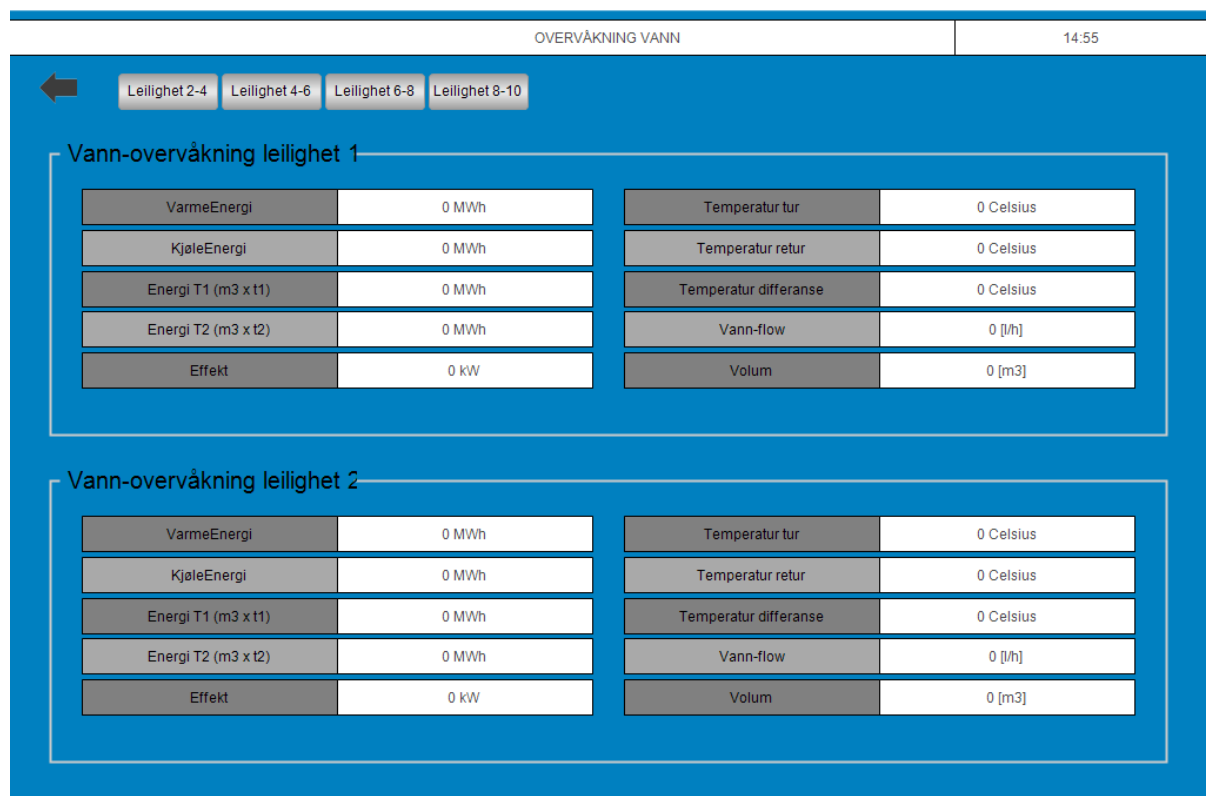 OVERVÅKNING VANN 14:55
Leilighet 2-4 Leilighet 4-6 Leilighet 6-8 Leilighet 8-10
Vann-overvåkning leilighet 1
VarmeEnergi 0 MWh Temperatur tur 0 Celsius
KjøleEnergi 0 MWh Temperatur retur 0 Celsius
Energi T1 (m3 x t1) 0 MWh Temperatur differanse 0 Celsius
Energi T2 (m3 x t2) 0 MWh Vann-flow 0 [l/h]
Effekt 0 kW Volum 0 [m3]
Vann-overvåkning leilighet 2
VarmeEnergi 0 MWh Temperatur tur 0 Celsius
KjøleEnergi 0 MWh Temperatur retur 0 Celsius
Energi T1 (m3 x t1) 0 MWh Temperatur differanse 0 Celsius
Energi T2 (m3 x t2) 0 MWh Vann-flow 0 [l/h]
Effekt 0 kW Volum 0 [m3]